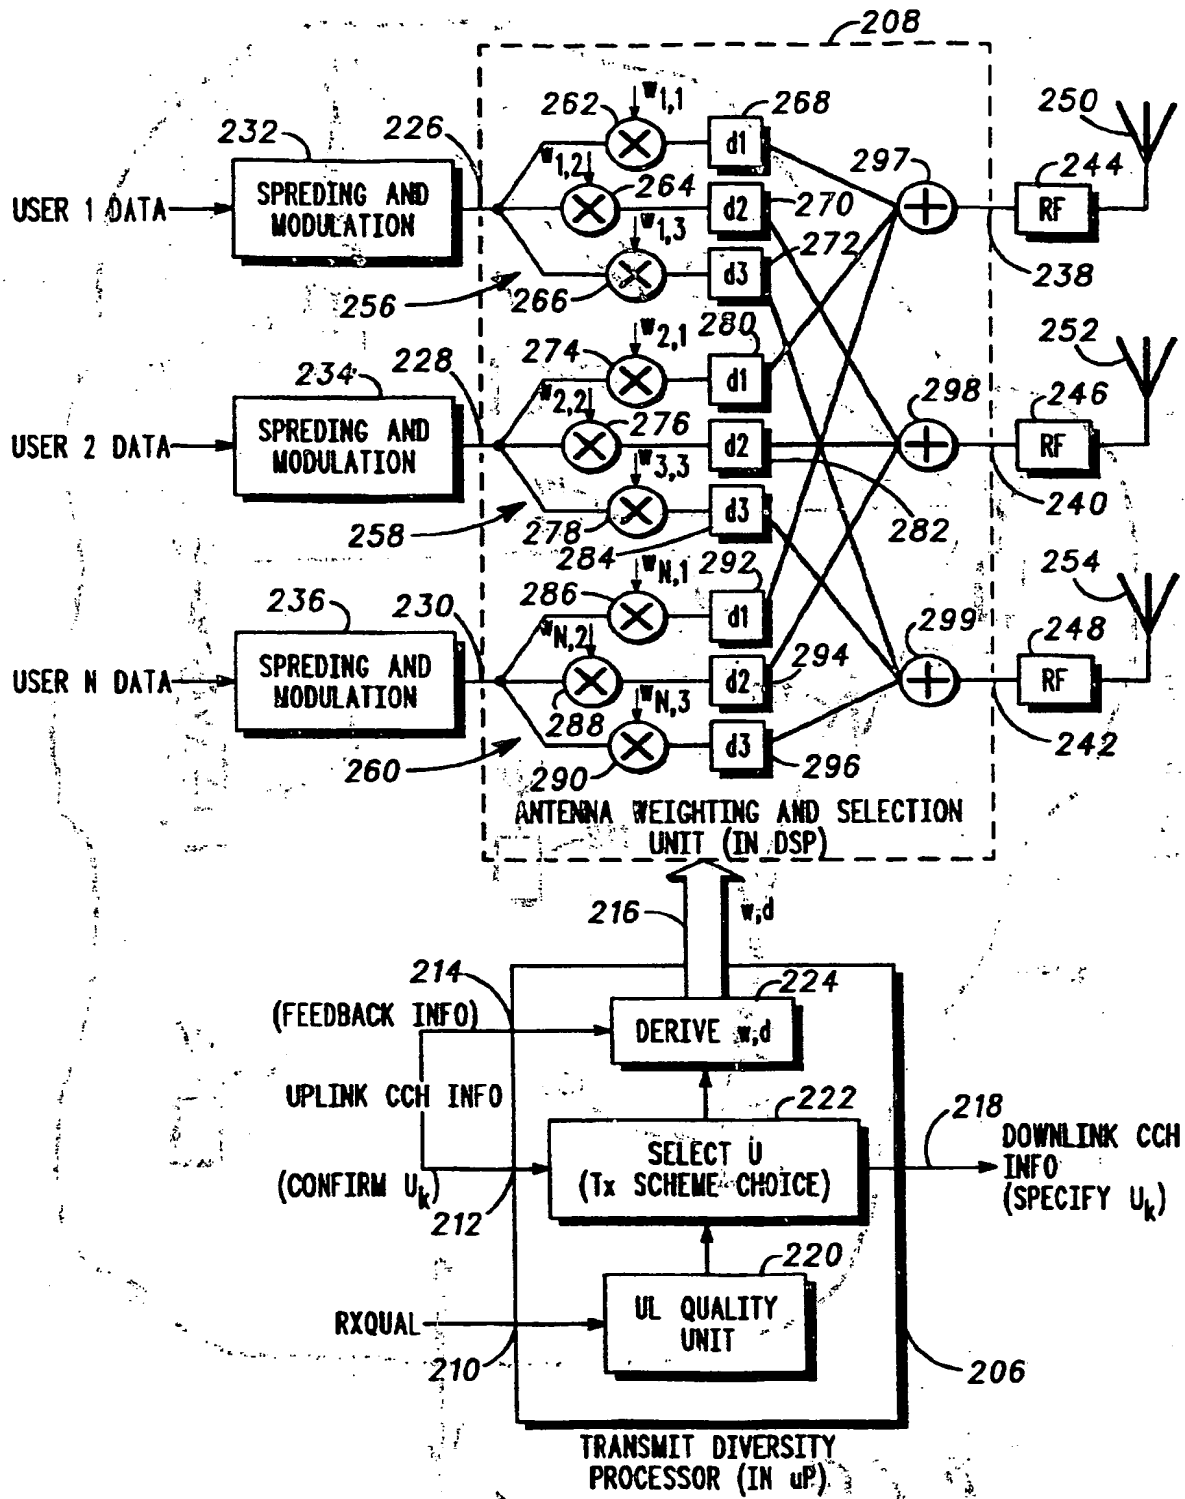 208
232
226
262
w1,1
268
250
SPREDING AND
MODULATION
USER 1 DATA
w1,2
264
d1
d2
270
297
244
RF
w1,3
272
256
266
d3
238
w2,1
280
252
234
228
274
d1
w2,2
276
298
246
SPREDING AND
MODULATION
USER 2 DATA
d2
RF
w3,3
282
240
258
278
d3
284
wN,1
292
254
236
230
286
d1
wN,2
299
248
SPREDING AND
MODULATION
USER N DATA
d2
294
RF
288
wN,3
242
260
290
d3
296
ANTENNA WEIGHTING AND SELECTION
UNIT (IN DSP)
216
w,d
214
224
(FEEDBACK INFO)
DERIVE w,d
UPLINK CCH INFO
222
218
SELECT U
(Tx SCHEME CHOICE)
DOWNLINK CCH
INFO
(SPECIFY Uk)
(CONFIRM Uk)
212
220
UL QUALITY
UNIT
RXQUAL
210
206
TRANSMIT DIVERSITY
PROCESSOR (IN uP)